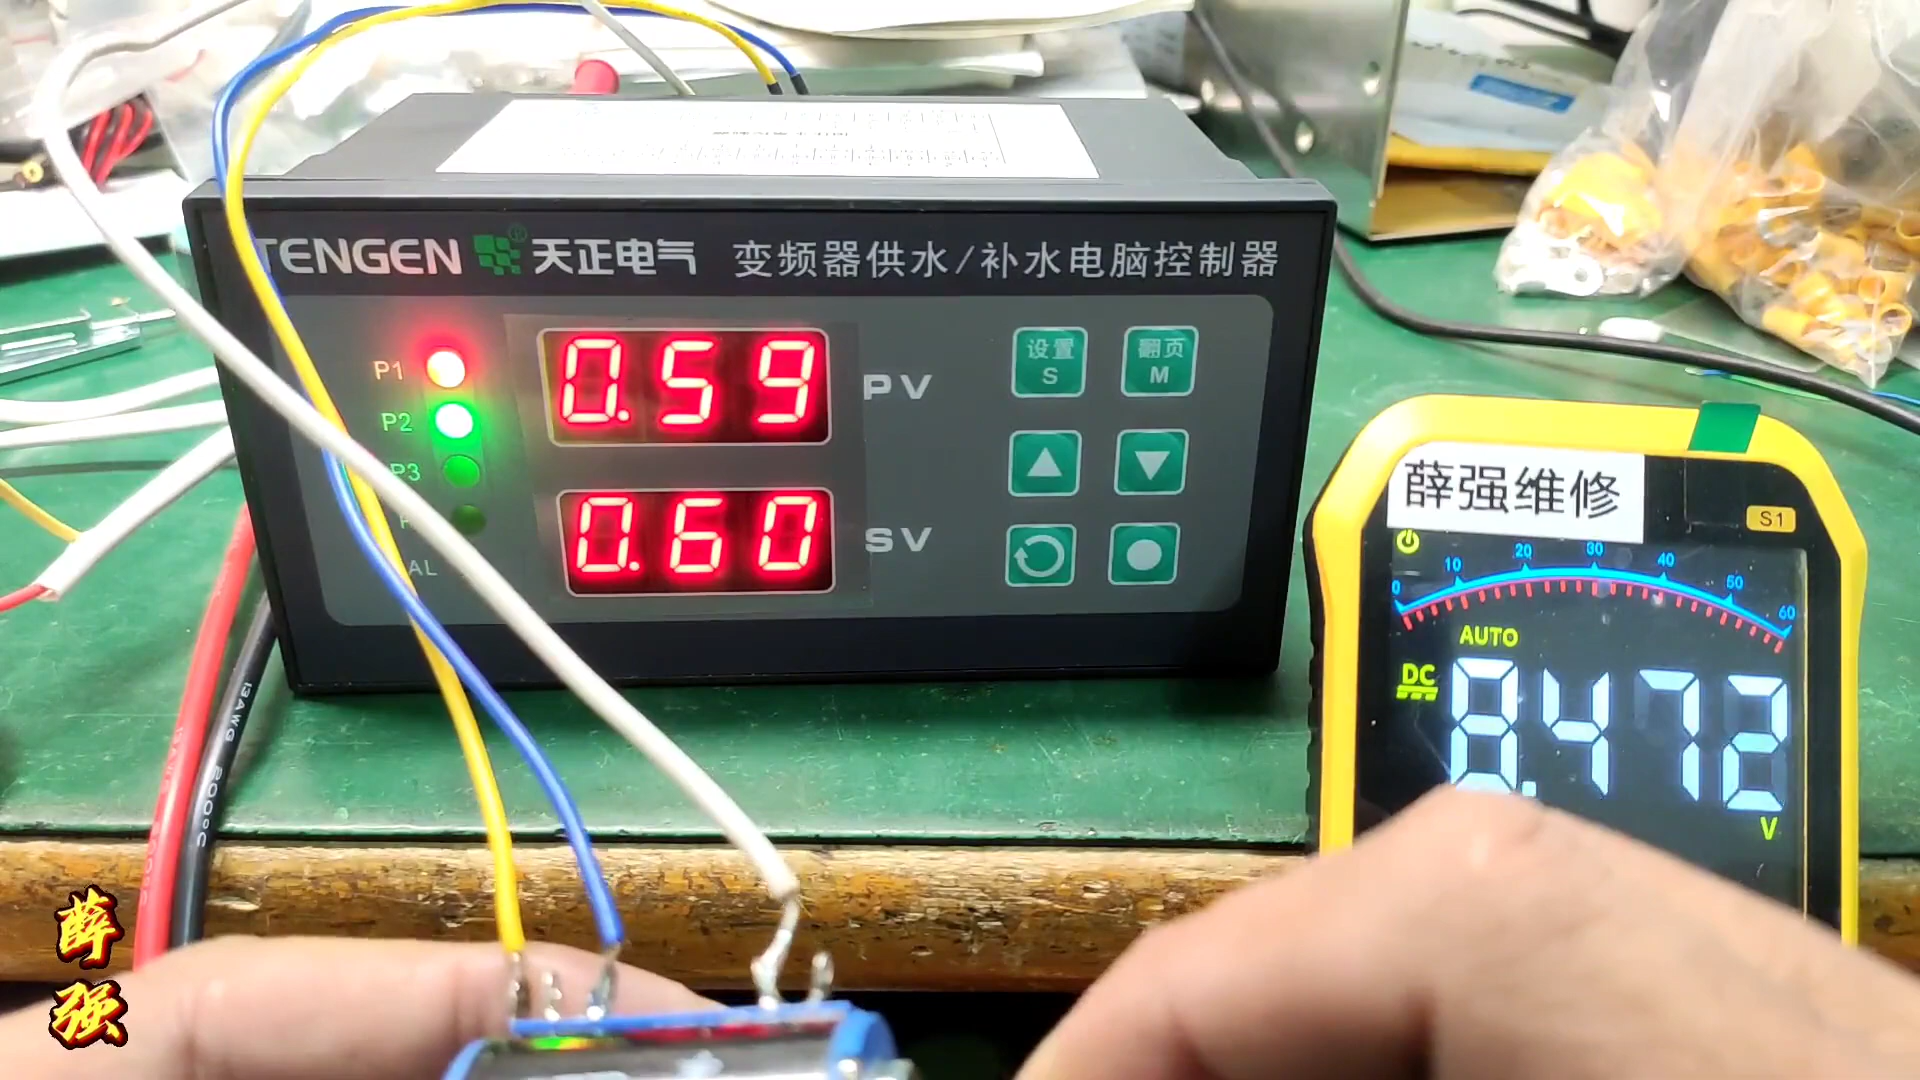 TENGEN ® 天正电气 变频器供水/补水电脑控制器
P1
P2
P3
AL
0.59 PV
0.60 SV
设置 S
翻页 M
薛强维修
S1
0 10 20 30 40 50 60
AUTO
DC
8.472
V
13AWG 200°C
薛强